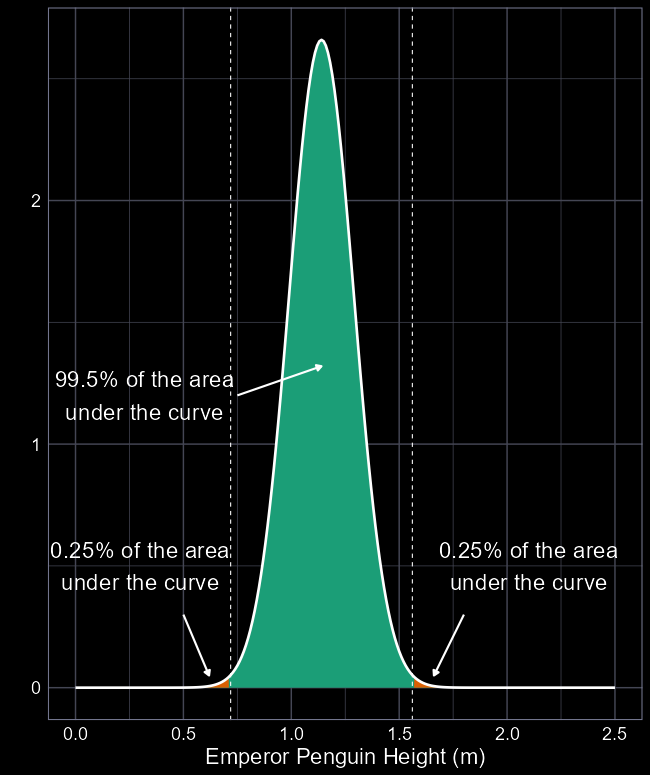 2
99.5% of the area
under the curve
1
0.25% of the area
under the curve
0.25% of the area
under the curve
0
0.0 0.5 1.0 1.5 2.0 2.5
Emperor Penguin Height (m)